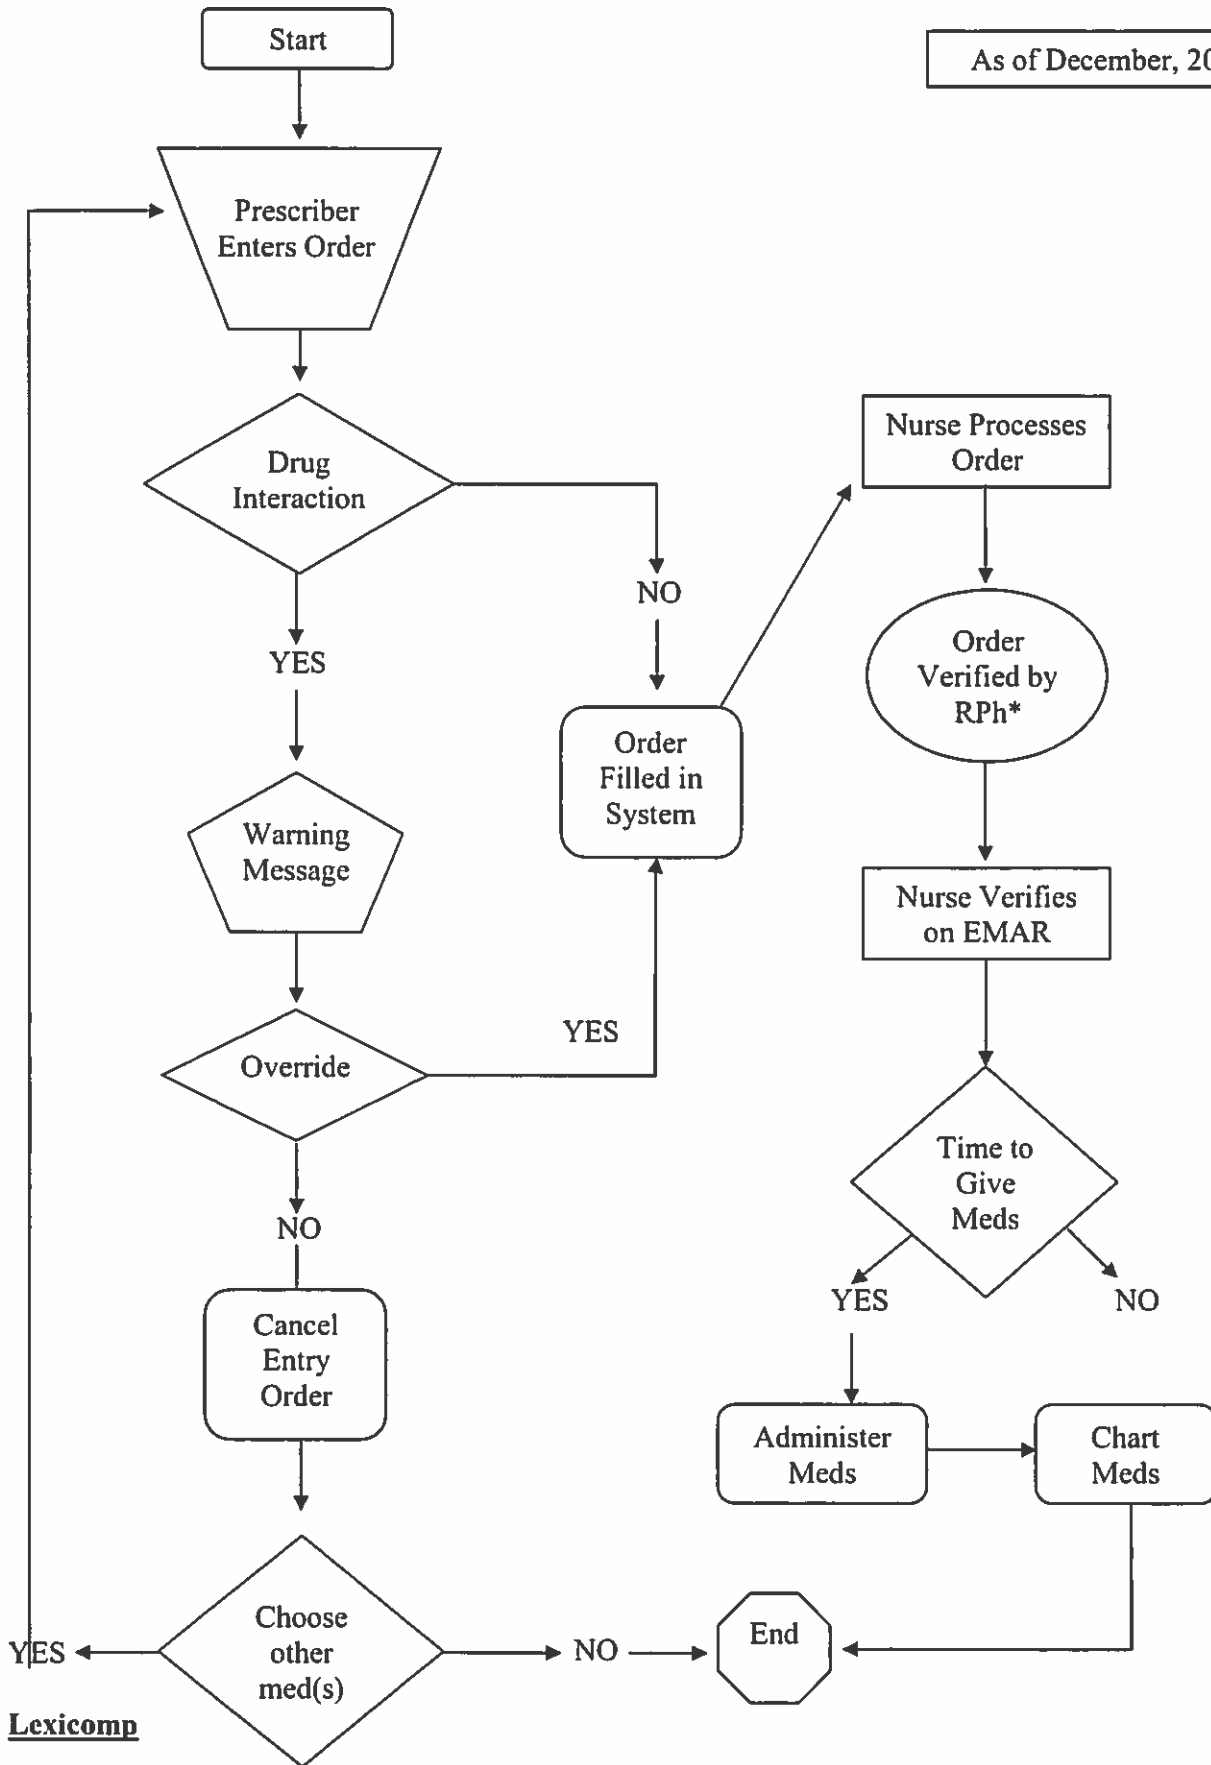 Start
As of December, 20
Prescriber
Enters Order
Drug
Interaction
NO
YES
Warning
Message
Override
YES
NO
Cancel
Entry
Order
Choose
other
med(s)
YES
NO
End
Lexicomp
Order
Filled in
System
Nurse Processes
Order
Order
Verified by
RPh*
Nurse Verifies
on EMAR
Time to
Give
Meds
YES
NO
Administer
Meds
Chart
Meds